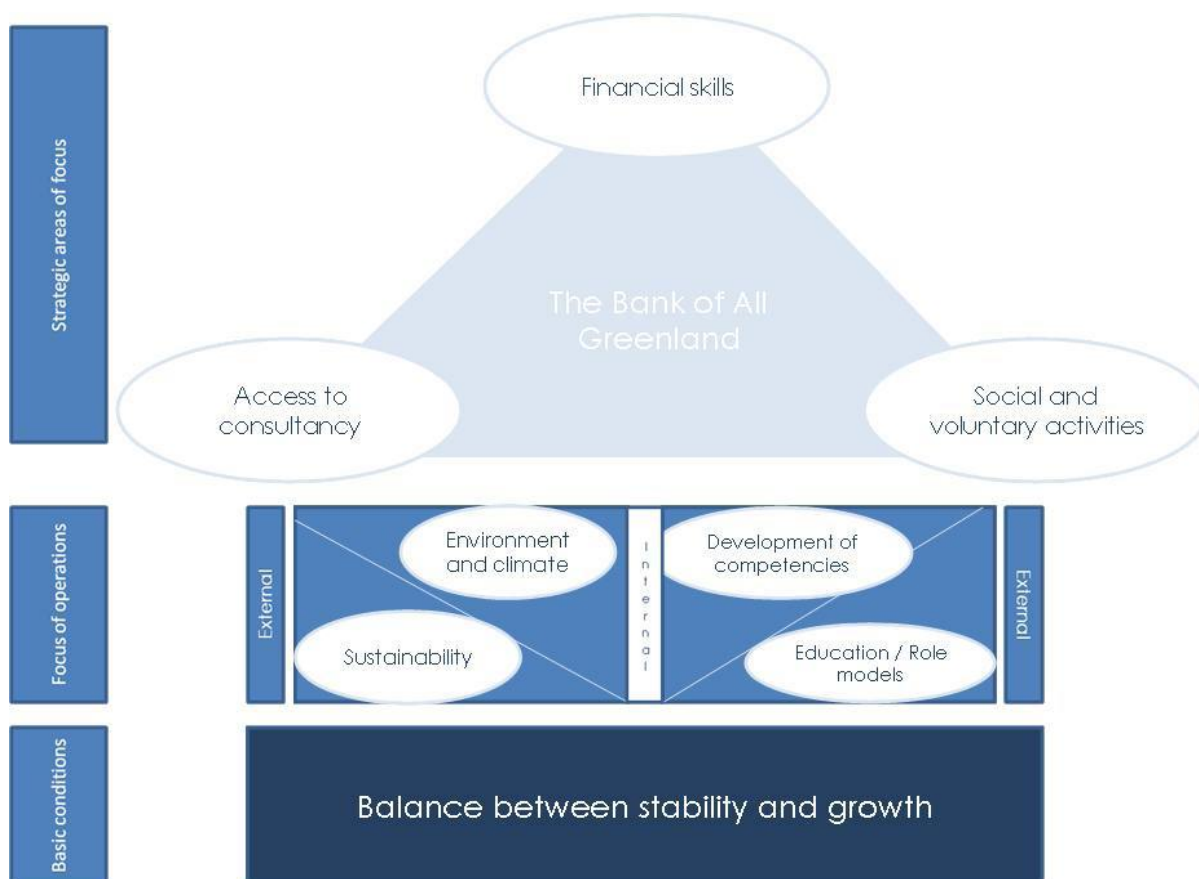 Strategic areas of focus
Financial skills
The Bank of All
Greenland
Access to
consultancy
Social and
voluntary activities
Focus of operations
External
Environment
and climate
Sustainability
Internal
Development of
competencies
Education / Role
models
External
Basic conditions
Balance between stability and growth